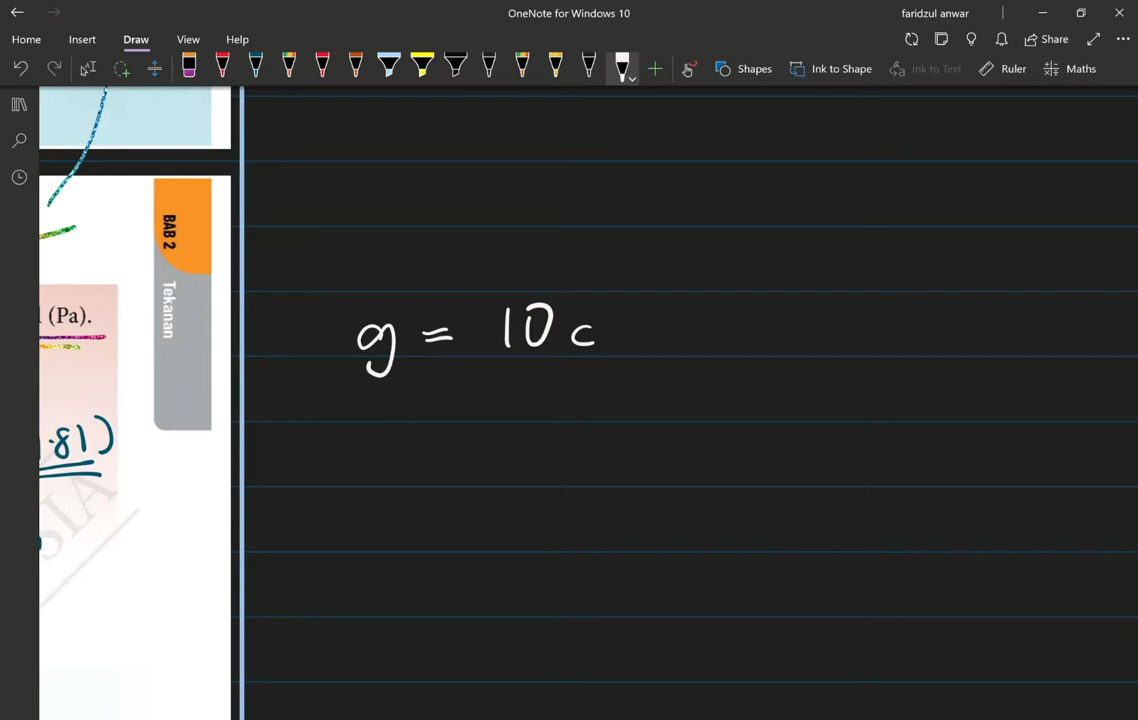 OneNote for Windows 10
faridzul anwar
Home Insert Draw View Help
Share
Shapes Ink to Shape Ink to Text Ruler Maths
BAB 2
Tekanan
(Pa).
.81)
g = 10 c